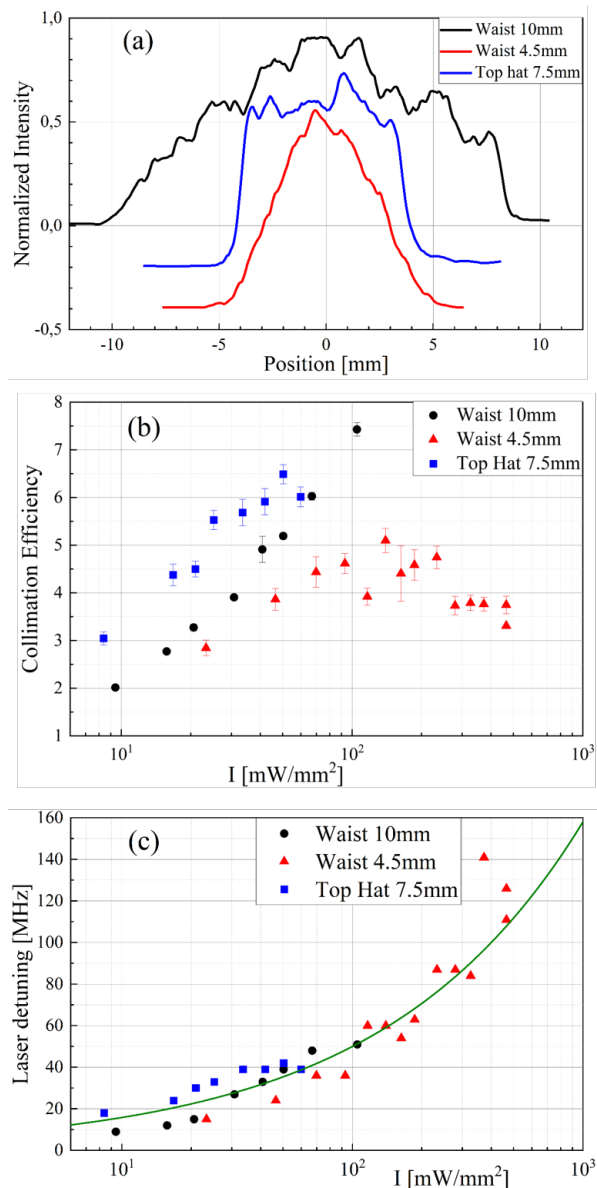 (a)
Waist 10mm
Waist 4.5mm
Top hat 7.5mm
Normalized Intensity
1,0
0,5
0,0
-0,5
-10 -5 0 5 10
Position [mm]
(b)
Waist 10mm
Waist 4.5mm
Top Hat 7.5mm
Collimation Efficiency
8
7
6
5
4
3
2
1
10¹ 10² 10³
I [mW/mm²]
(c)
Waist 10mm
Waist 4.5mm
Top Hat 7.5mm
Laser detuning [MHz]
160
140
120
100
80
60
40
20
0
10¹ 10² 10³
I [mW/mm²]